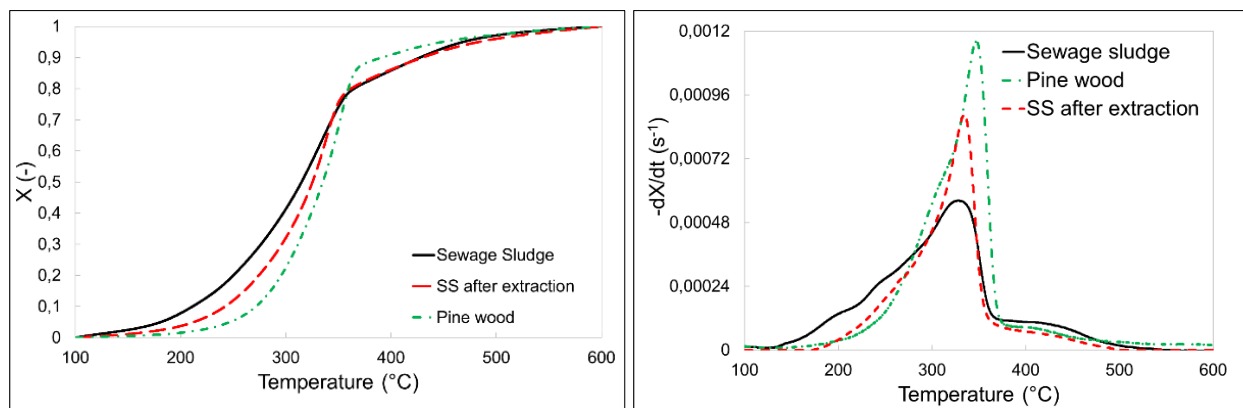 1
0,9
0,8
0,7
0,6
0,5
0,4
0,3
0,2
0,1
0
X (-)
100 200 300 400 500 600
Temperature (°C)
Sewage Sludge
SS after extraction
Pine wood
0,0012
0,00096
0,00072
0,00048
0,00024
0
-dX/dt (s⁻¹)
100 200 300 400 500 600
Temperature (°C)
Sewage sludge
Pine wood
SS after extraction